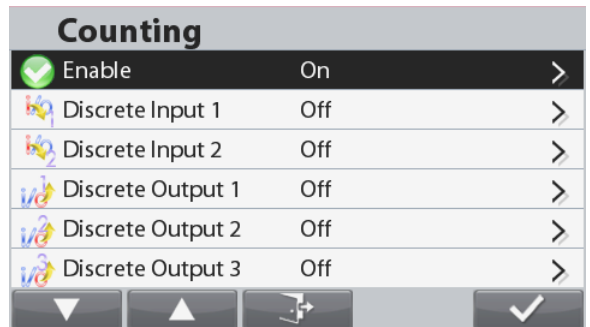 Counting
Enable On
Discrete Input 1 Off
Discrete Input 2 Off
Discrete Output 1 Off
Discrete Output 2 Off
Discrete Output 3 Off